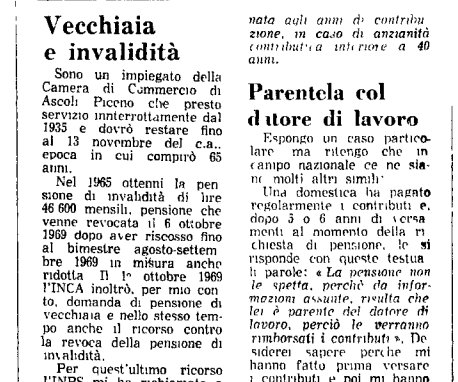 Vecchiaia
e invalidità
Sono un impiegato della
Camera di Commercio di
Ascoli Piceno che presto
servizio innterrottamente dal
1935 e dovrò restare fino
al 13 novembre del c.a.,
epoca in cui compirò 65
anni.
Nel 1965 ottenni la pen
sione di invalidità di lire
46 600 mensili, pensione che
venne revocata il 6 ottobre
1969 dopo aver riscosso fino
al bimestre agosto-settem
bre 1969 in misura anche
ridotta Il 1º ottobre 1969
l'INCA inoltrò, per mio con
to, domanda di pensione di
vecchiaia e nello stesso tem-
po anche il ricorso contro
la revoca della pensione di
invalidità.
Per quest'ultimo ricorso
l'INPS mi ha richiamato a
nata agli anni di contribu
zione, in caso di anzianità
contributiva inferiore a 40
anni.
Parentela col
datore di lavoro
Espongo un caso partico-
lare ma ritengo che in
campo nazionale ce ne sia-
no molti altri simili
Una domestica ha pagato
regolarmente i contributi e,
dopo 5 o 6 anni di versa
menti al momento della ri
chiesta di pensione, le si
risponde con queste testua
li parole: « La pensione non
le spetta, perchè da infor-
mazioni assunte, risulta che
lei è parente del datore di
lavoro, perciò le verranno
rimborsati i contributi ». De
siderei sapere perchè mi
hanno fatto prima versare
i contributi e poi mi hanno